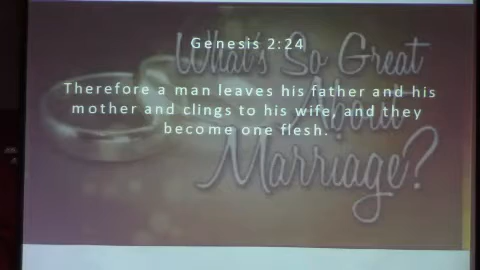 Genesis 2:24
What's So Great
Therefore a man leaves his father and his
mother and clings to his wife, and they
About
become one flesh.
Marriage?